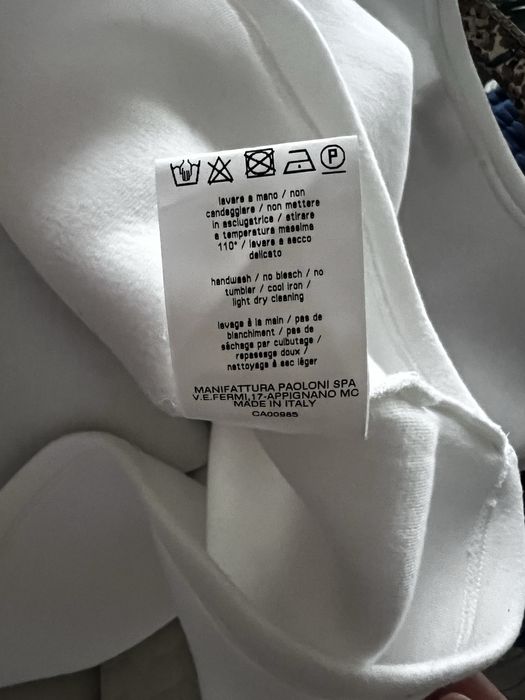 P
lavare a mano / non
candeggiare / non mettere
in asciugatrice / stirare
a temperatura massima
110° / lavare a secco
delicato
handwash / no bleach / no
tumbler / cool iron /
light dry cleaning
lavage à la main / pas de
blanchiment / pas de
séchage par culbutage /
repassage doux /
nettoyage à sec léger
MANIFATTURA PAOLONI SPA
V.E.FERMI,17-APPIGNANO MC
MADE IN ITALY
CA00985